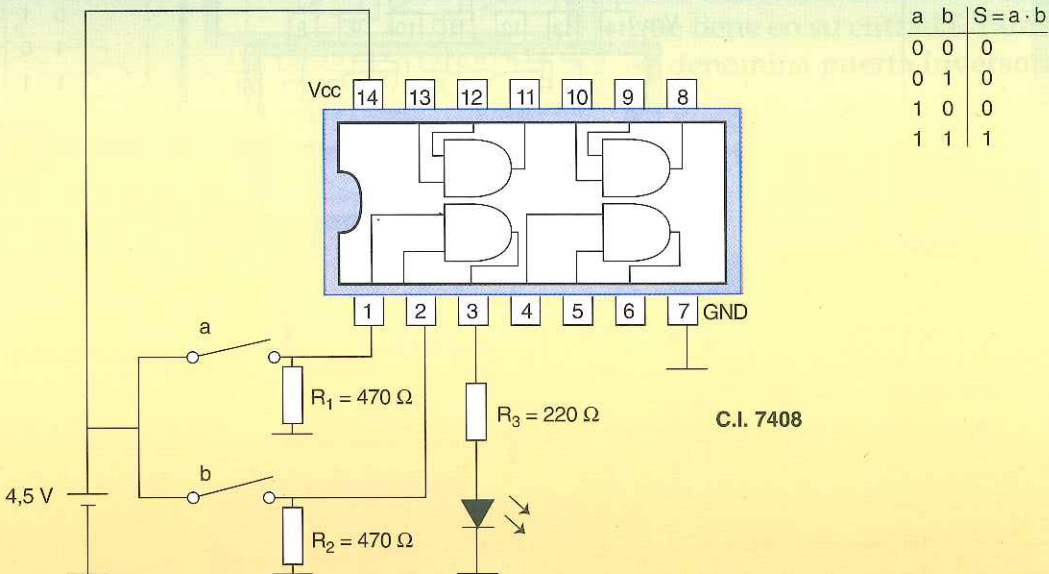 a b S = a · b
0 0 0
0 1 0
1 0 0
1 1 1
Vcc 14 13 12 11 10 9 8
1 2 3 4 5 6 7 GND
a
R₁ = 470 Ω
R₃ = 220 Ω
C.I. 7408
b
4,5 V
R₂ = 470 Ω